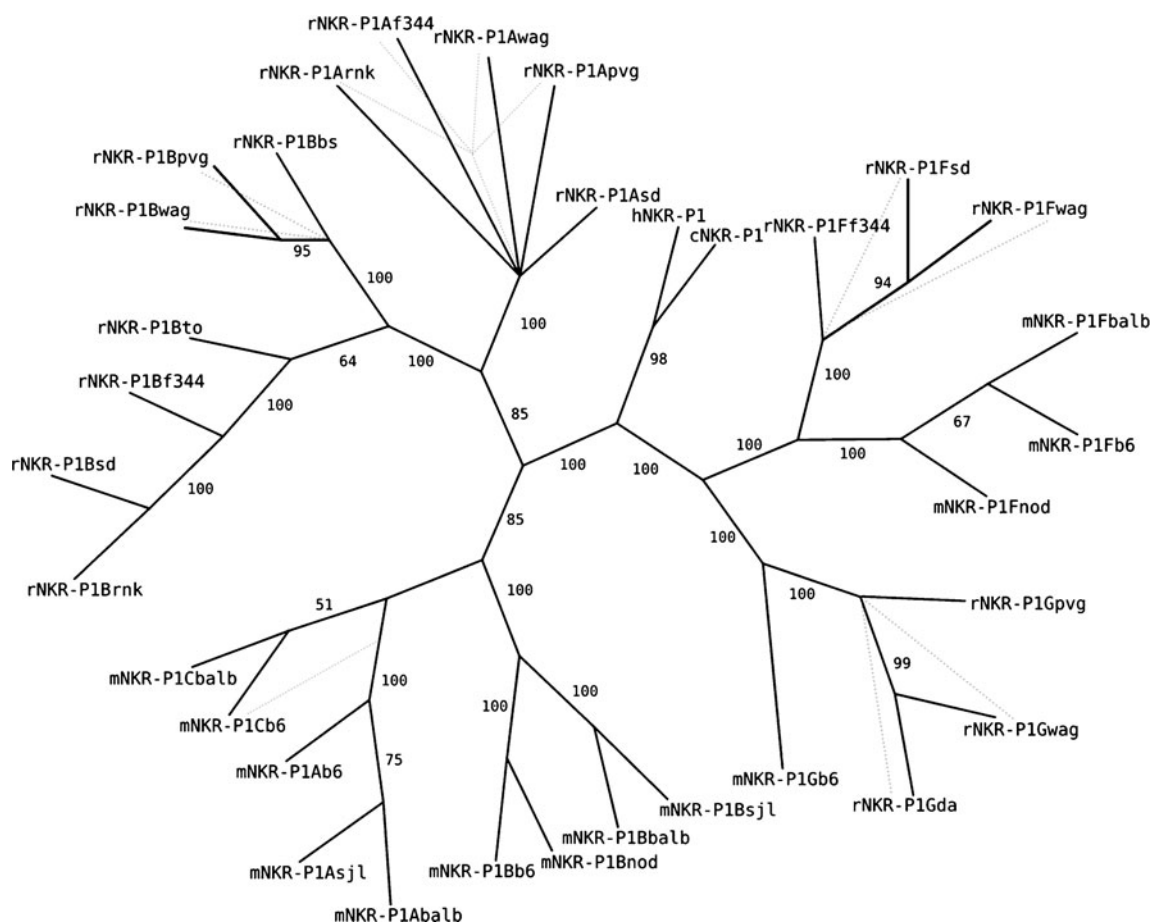 rNKR-P1Af344
rNKR-P1Awag
rNKR-P1Arnk
rNKR-P1Apvg
rNKR-P1Bbs
rNKR-P1Bpvg
rNKR-P1Fsd
rNKR-P1Asd
rNKR-P1Bwag
hNKR-P1
rNKR-P1Fwag
rNKR-P1Ff344
cNKR-P1
95
100
94
rNKR-P1Bto
100
mNKR-P1Fbalb
64
100
98
100
rNKR-P1Bf344
100
85
67
100
100
mNKR-P1Fb6
rNKR-P1Bsd
100
100
100
mNKR-P1Fnod
85
100
rNKR-P1Brnk
100
100
rNKR-P1Gpvg
51
mNKR-P1Cbalb
100
99
100
100
mNKR-P1Cb6
rNKR-P1Gwag
75
mNKR-P1Ab6
mNKR-P1Gb6
mNKR-P1Bsjl
rNKR-P1Gda
mNKR-P1Bbalb
mNKR-P1Bnod
mNKR-P1Asjl
mNKR-P1Bb6
mNKR-P1Abalb